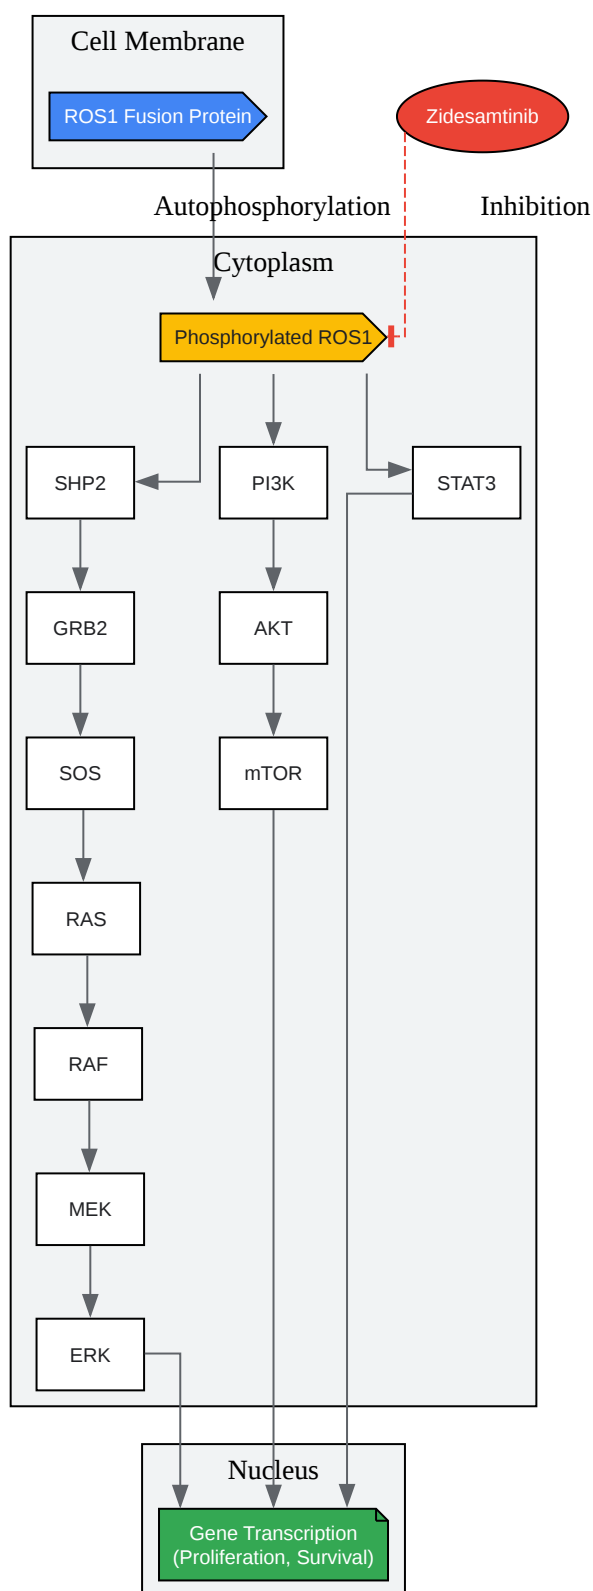 Cell Membrane
ROS1 Fusion Protein
Zidesamtinib
Autophosphorylation
Inhibition
Cytoplasm
Phosphorylated ROS1
SHP2
PI3K
STAT3
GRB2
AKT
SOS
mTOR
RAS
RAF
MEK
ERK
Nucleus
Gene Transcription
(Proliferation, Survival)